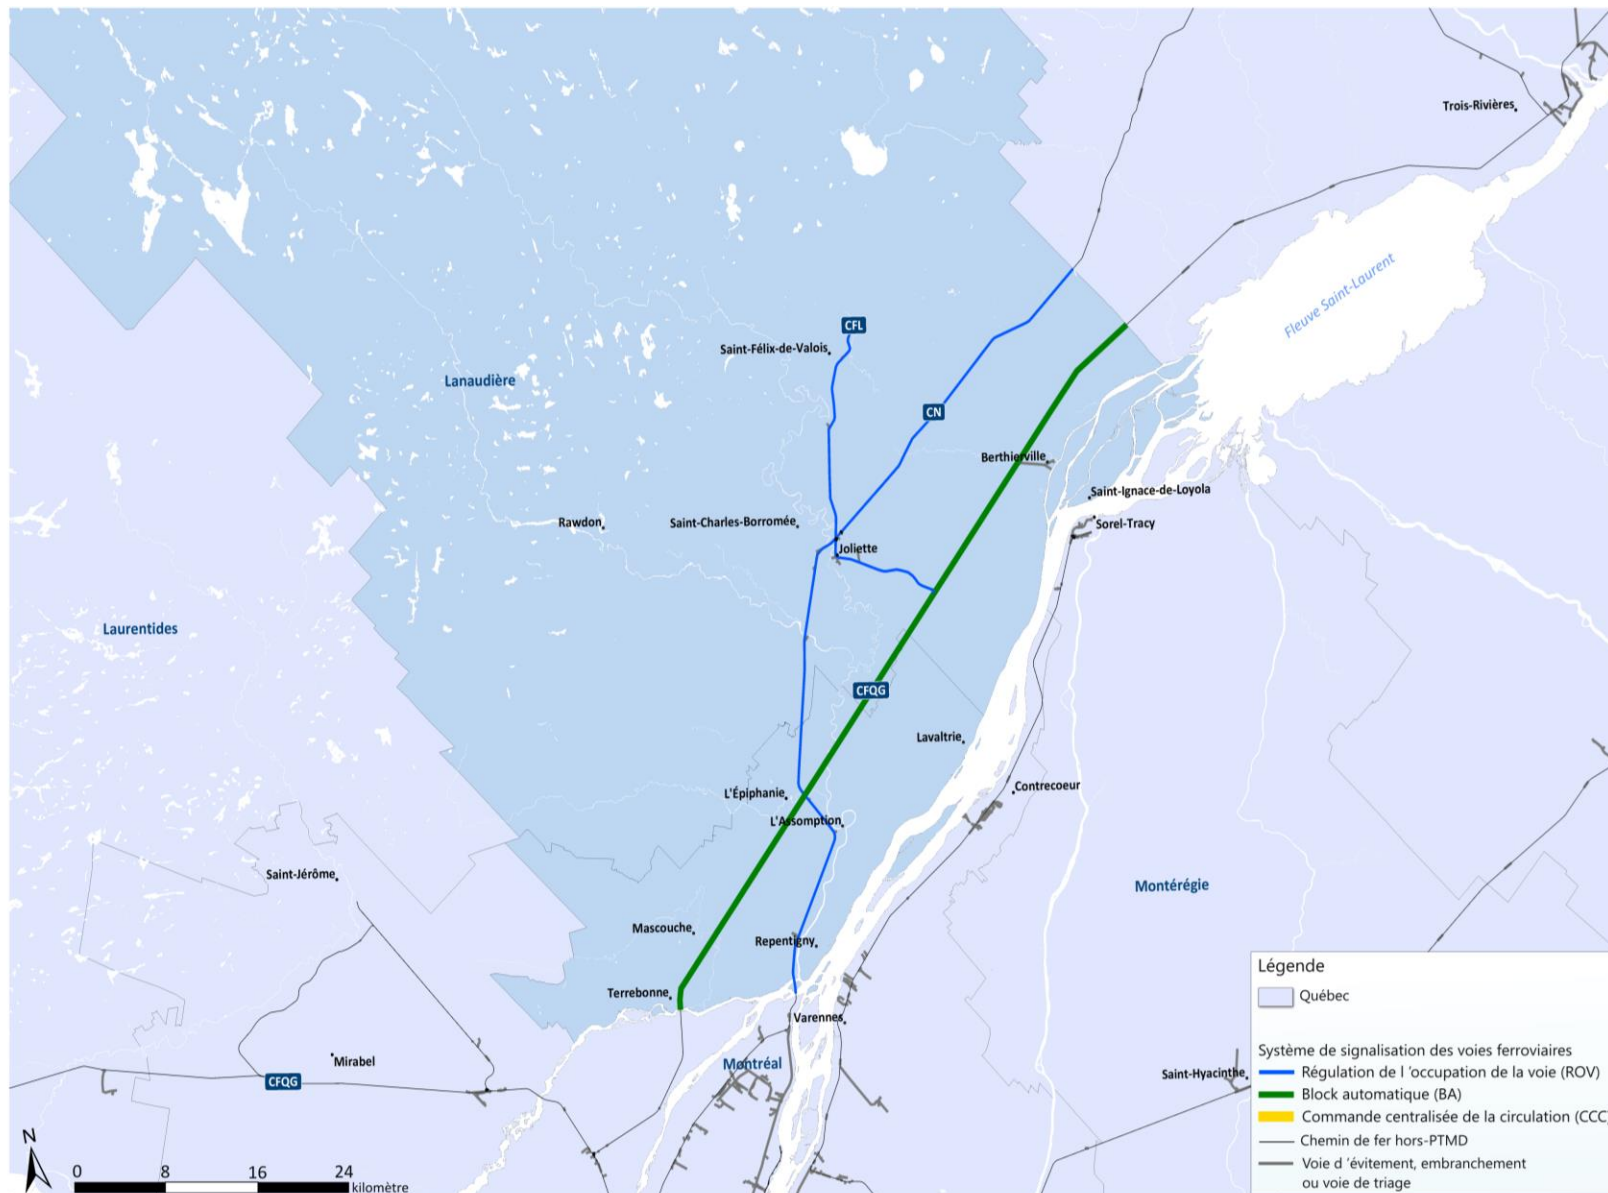 Trois-Rivières
Fleuve Saint-Laurent
CFL
Saint-Félix-de-Valois
Lanaudière
CN
Berthierville
Saint-Ignace-de-Loyola
Rawdon
Saint-Charles-Borromée
Sorel-Tracy
Joliette
Laurentides
CFQG
Lavaltrie
L'Épiphanie
Contrecoeur
L'Assomption
Saint-Jérôme
Montérégie
Mascouche
Repentigny
Terrebonne
Varennes
Mirabel
Montréal
CFQG
Saint-Hyacinthe
Légende
Québec
Système de signalisation des voies ferroviaires
Régulation de l 'occupation de la voie (ROV)
Block automatique (BA)
Commande centralisée de la circulation (CCC)
Chemin de fer hors-PTMD
Voie d 'évitement, embranchement
ou voie de triage
N
0 8 16 24
kilomètre